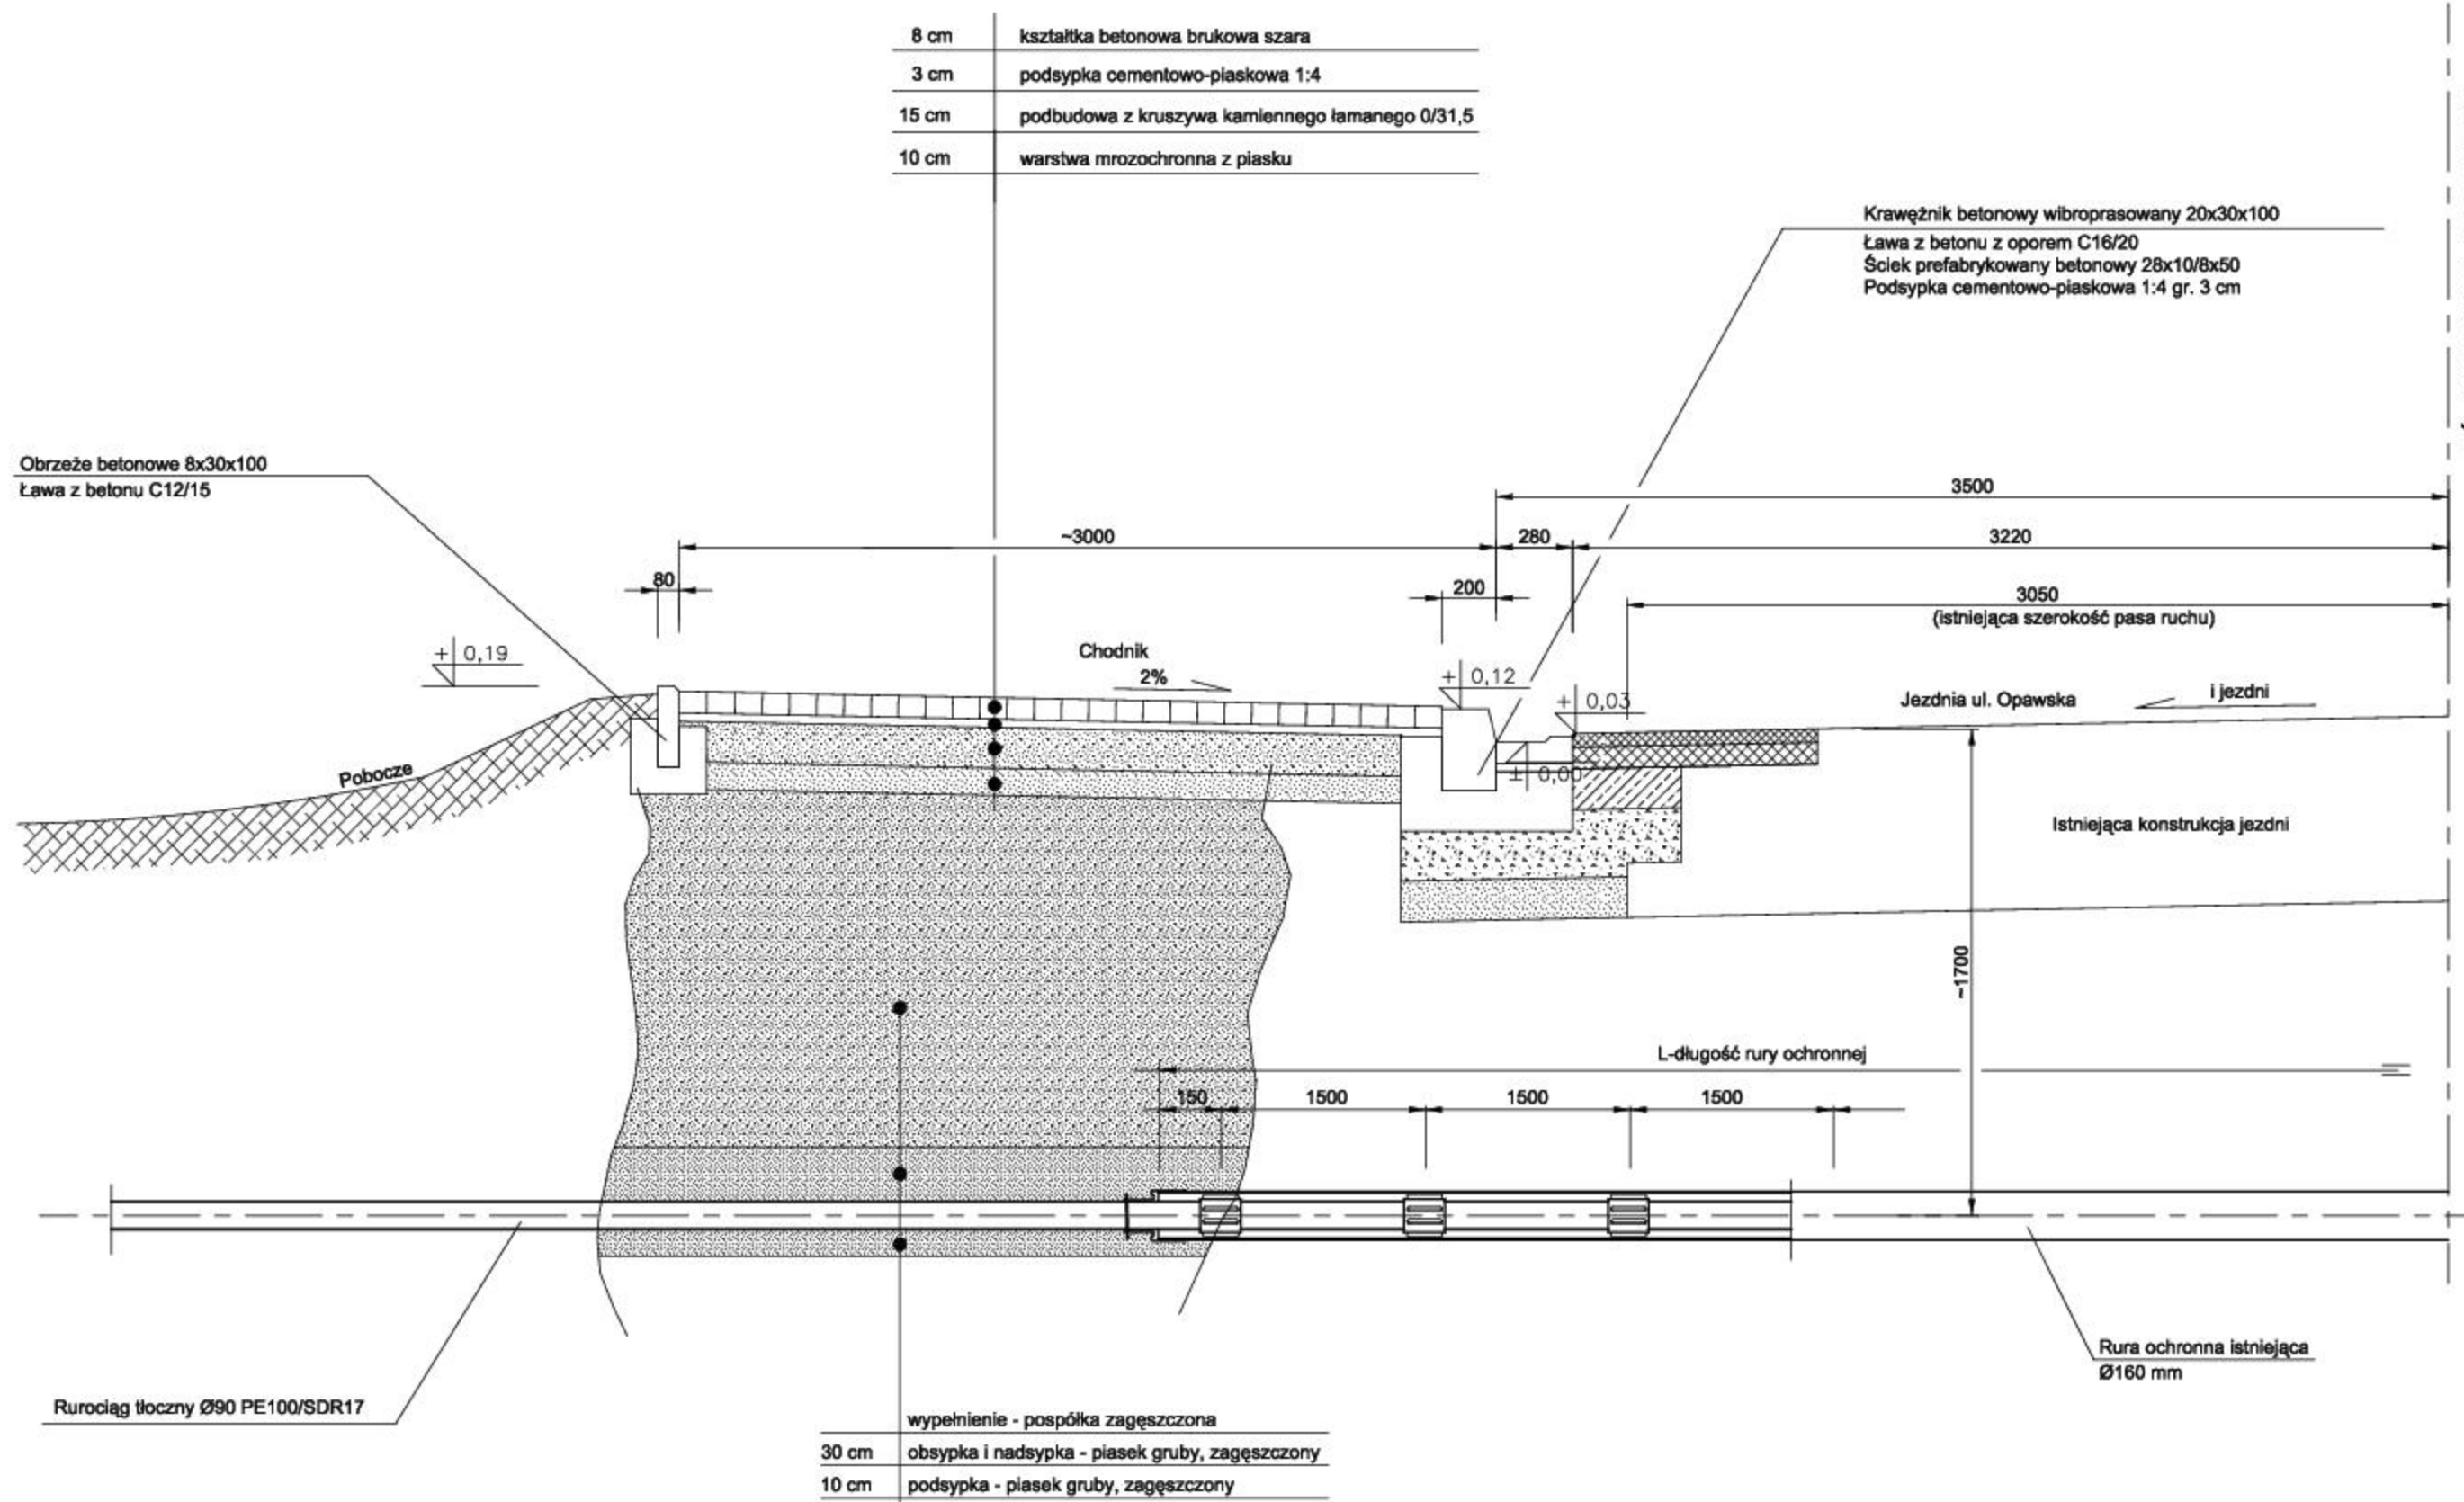 8 cm kształtka betonowa brukowa szara
3 cm podsypka cementowo-piaskowa 1:4
15 cm podbudowa z kruszywa kamiennego łamanego 0/31,5
10 cm warstwa mrozochronna z piasku
Krawężnik betonowy wibroprasowany 20x30x100
Ława z betonu z oporem C16/20
Ściek prefabrykowany betonowy 28x10/8x50
Podsypka cementowo-piaskowa 1:4 gr. 3 cm
Obrzeże betonowe 8x30x100
Ława z betonu C12/15
3500
~3000
280
3220
80
200
3050
(istniejąca szerokość pasa ruchu)
+ 0,19
Chodnik
2%
+ 0,12
+ 0,03
± 0,00
Jezdnia ul. Opawska
i jezdni
Pobocze
Istniejąca konstrukcja jezdni
~1700
L-długość rury ochronnej
150
1500
1500
1500
Rura ochronna istniejąca
Ø160 mm
Rurociąg tłoczny Ø90 PE100/SDR17
wypełnienie - pospółka zagęszczona
30 cm obsypka i nadsypka - piasek gruby, zagęszczony
10 cm podsypka - piasek gruby, zagęszczony